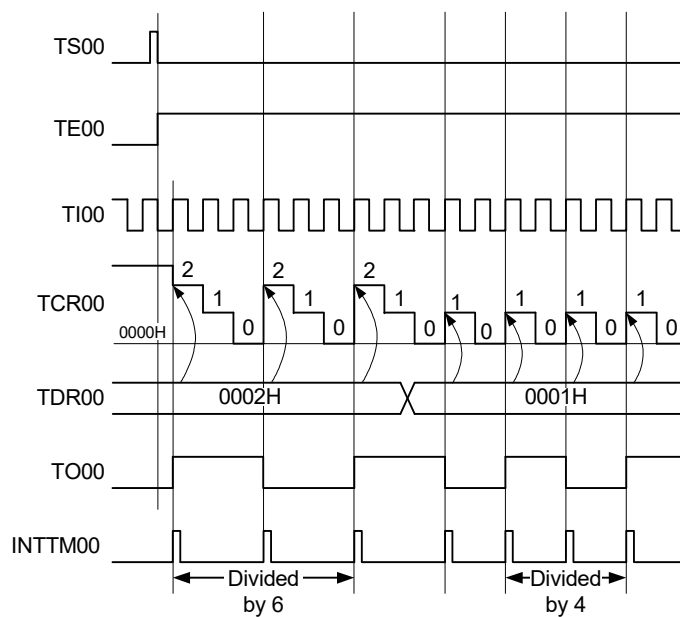 TS00
TE00
TI00
TCR00
2
1
0
2
1
0
2
1
0
1
0
1
0
1
0
1
0000H
TDR00
0002H
0001H
TO00
INTTM00
Divided
by 6
Divided
by 4